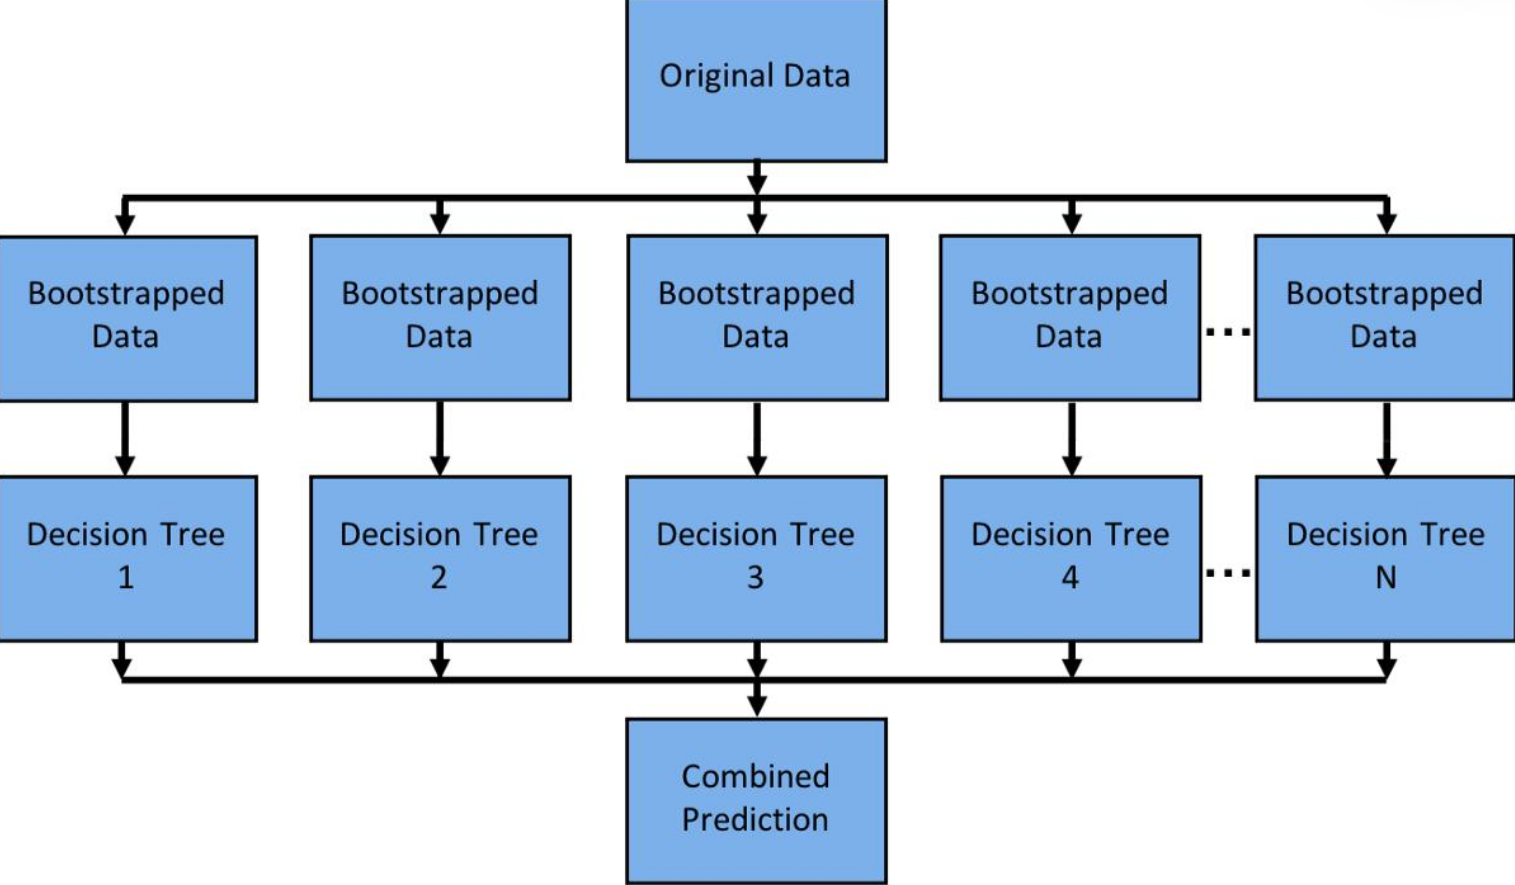 Original Data
Bootstrapped
Data
Bootstrapped
Data
Bootstrapped
Data
Bootstrapped
Data
...
Bootstrapped
Data
Decision Tree
1
Decision Tree
2
Decision Tree
3
Decision Tree
4
...
Decision Tree
N
Combined
Prediction